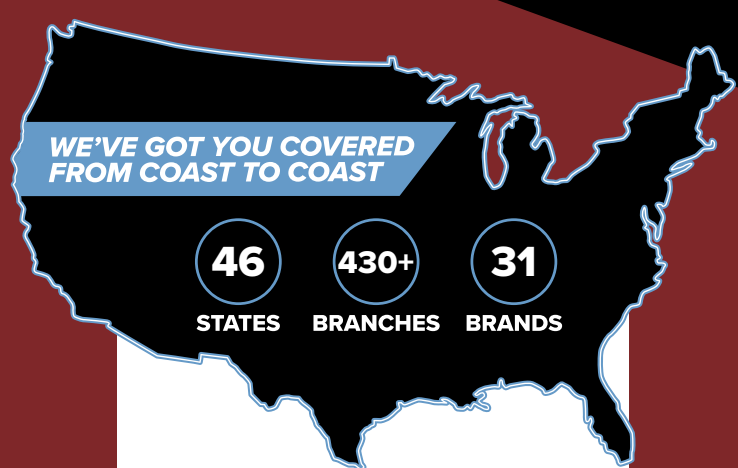 WE’VE GOT YOU COVERED
FROM COAST TO COAST
46
STATES
430+
BRANCHES
31
BRANDS